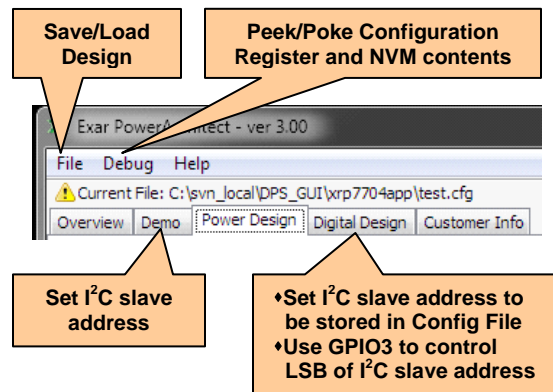 Save/Load
Design
Peek/Poke Configuration
Register and NVM contents
Exar PowerArchitect - ver 3.00
File Debug Help
Current File: C:\svn_local\DPS_GUI\xrp7704app\test.cfg
Overview Demo Power Design Digital Design Customer Info
Set I²C slave
address
♦Set I²C slave address to
be stored in Config File
♦Use GPIO3 to control
LSB of I²C slave address